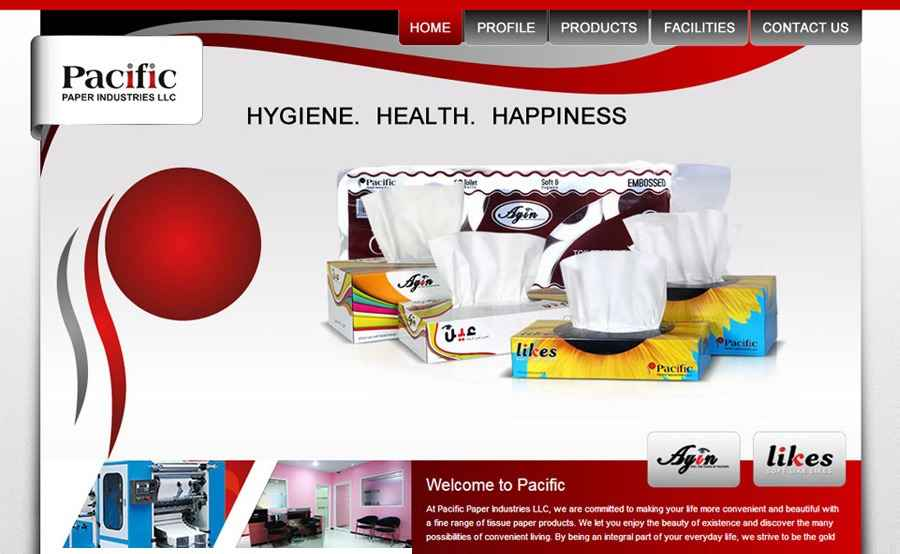 HOME PROFILE PRODUCTS FACILITIES CONTACT US
Pacific
PAPER INDUSTRIES LLC
HYGIENE. HEALTH. HAPPINESS
Pacific Toilet Soft & EMBOSSED
Ayin
Ayin
عين
likes
Pacific
Pacific
Ayin
likes
Welcome to Pacific
At Pacific Paper Industries LLC, we are committed to making your life more convenient and beautiful with
a fine range of tissue paper products. We let you enjoy the beauty of existence and discover the many
possibilities of convenient living. By being an integral part of your everyday life, we strive to be the gold